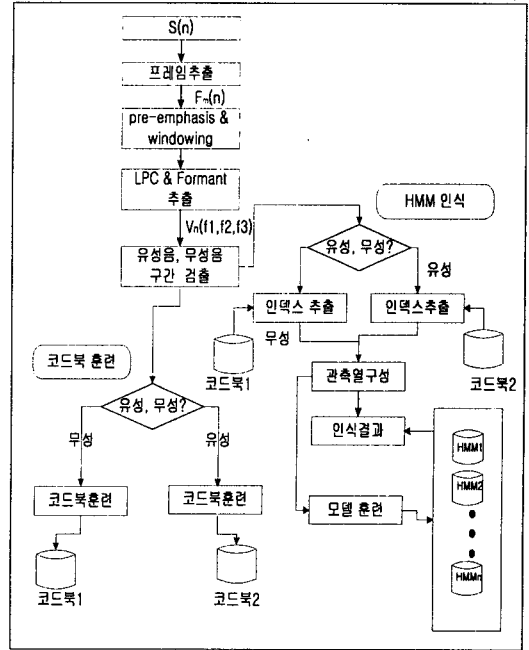 S(n)
프레임추출
Fm(n)
pre-emphasis &
windowing
LPC & Formant
추출
Vn(f1,f2,f3)
유성음, 무성음
구간 검출
HMM 인식
유성, 무성?
유성
인덱스 추출
인덱스추출
무성
코드북1
코드북2
관측열구성
인식결과
모델 훈련
HMM1
HMM2
HMMn
코드북 훈련
유성, 무성?
무성
유성
코드북훈련
코드북훈련
코드북1
코드북2